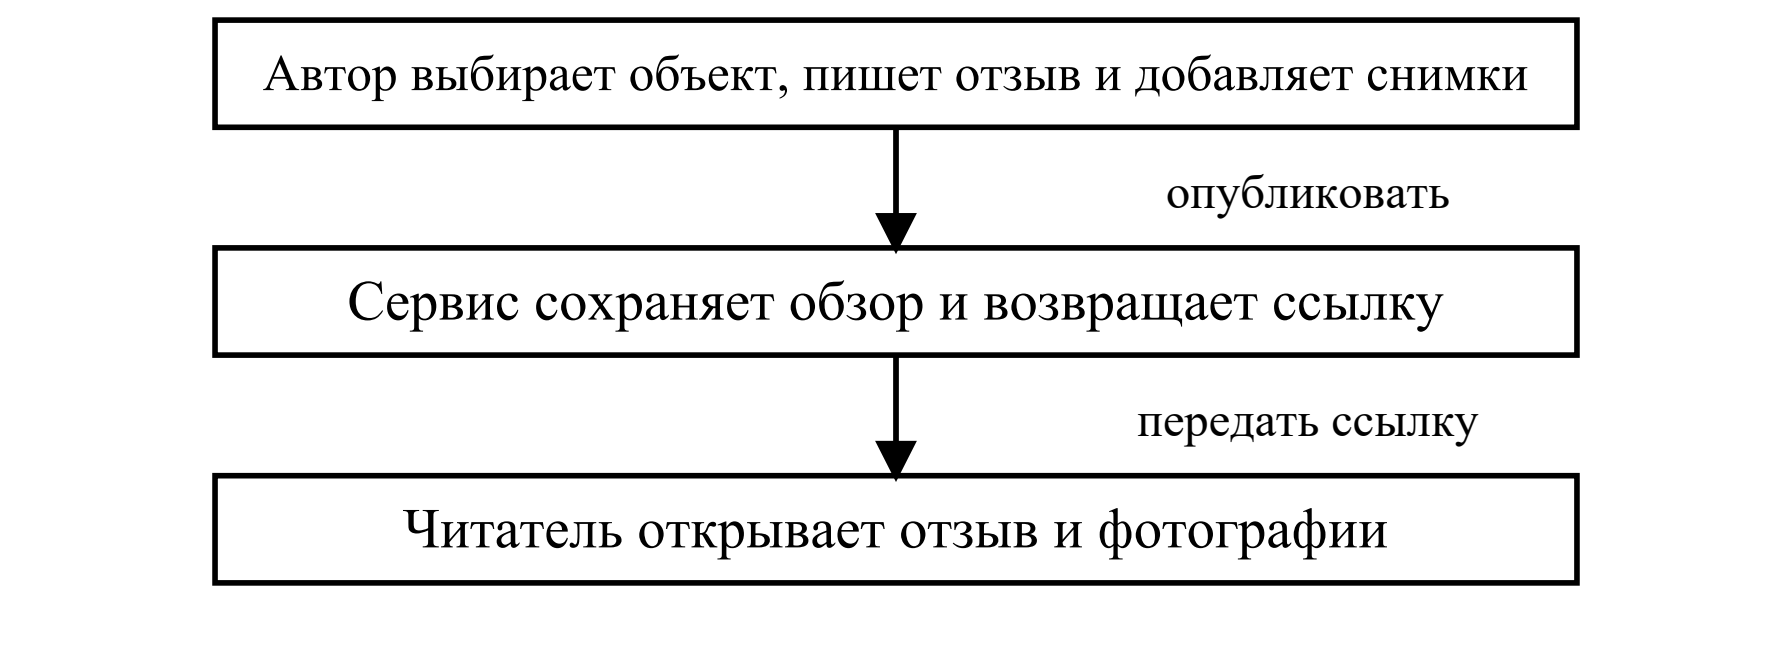 Автор выбирает объект, пишет отзыв и добавляет снимки
опубликовать
Сервис сохраняет обзор и возвращает ссылку
передать ссылку
Читатель открывает отзыв и фотографии